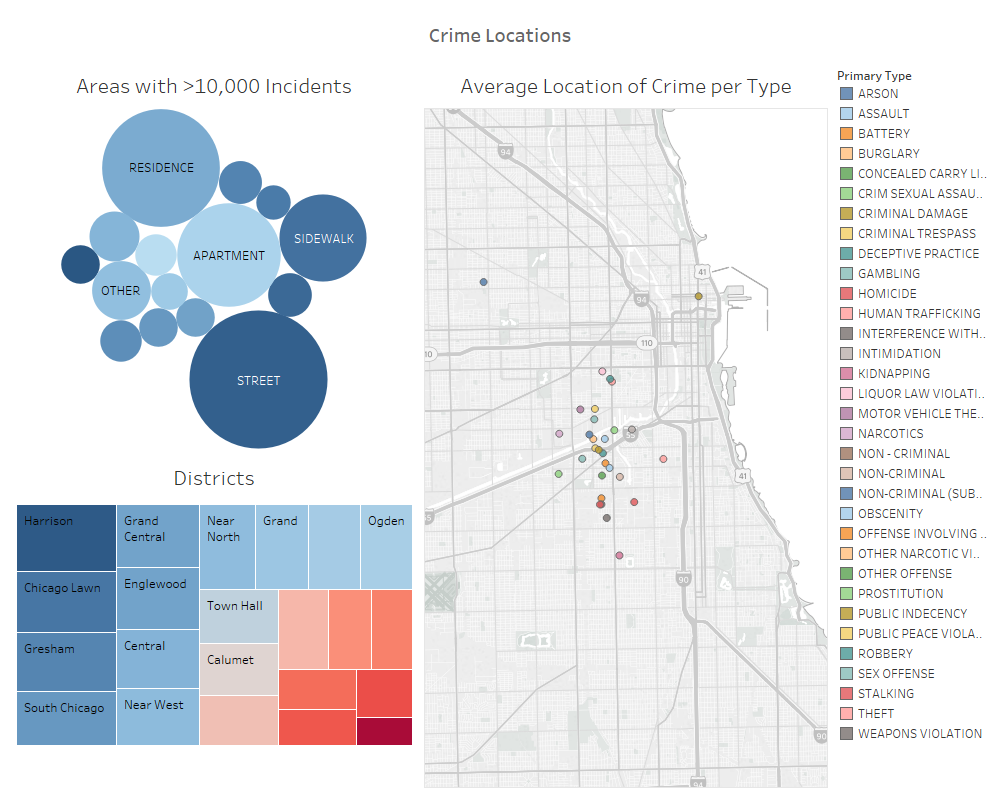 Crime Locations
Areas with >10,000 Incidents
RESIDENCE
SIDEWALK
APARTMENT
OTHER
STREET
Districts
Harrison
Grand
Central
Near
North
Grand
Ogden
Chicago Lawn
Englewood
Town Hall
Gresham
Central
Calumet
South Chicago
Near West
Average Location of Crime per Type
94
41
94
110
10
55
41
55
90
90
94
Primary Type
ARSON
ASSAULT
BATTERY
BURGLARY
CONCEALED CARRY LI..
CRIM SEXUAL ASSAU..
CRIMINAL DAMAGE
CRIMINAL TRESPASS
DECEPTIVE PRACTICE
GAMBLING
HOMICIDE
HUMAN TRAFFICKING
INTERFERENCE WITH..
INTIMIDATION
KIDNAPPING
LIQUOR LAW VIOLATI..
MOTOR VEHICLE THE..
NARCOTICS
NON - CRIMINAL
NON-CRIMINAL
NON-CRIMINAL (SUB..
OBSCENITY
OFFENSE INVOLVING ..
OTHER NARCOTIC VI..
OTHER OFFENSE
PROSTITUTION
PUBLIC INDECENCY
PUBLIC PEACE VIOLA..
ROBBERY
SEX OFFENSE
STALKING
THEFT
WEAPONS VIOLATION